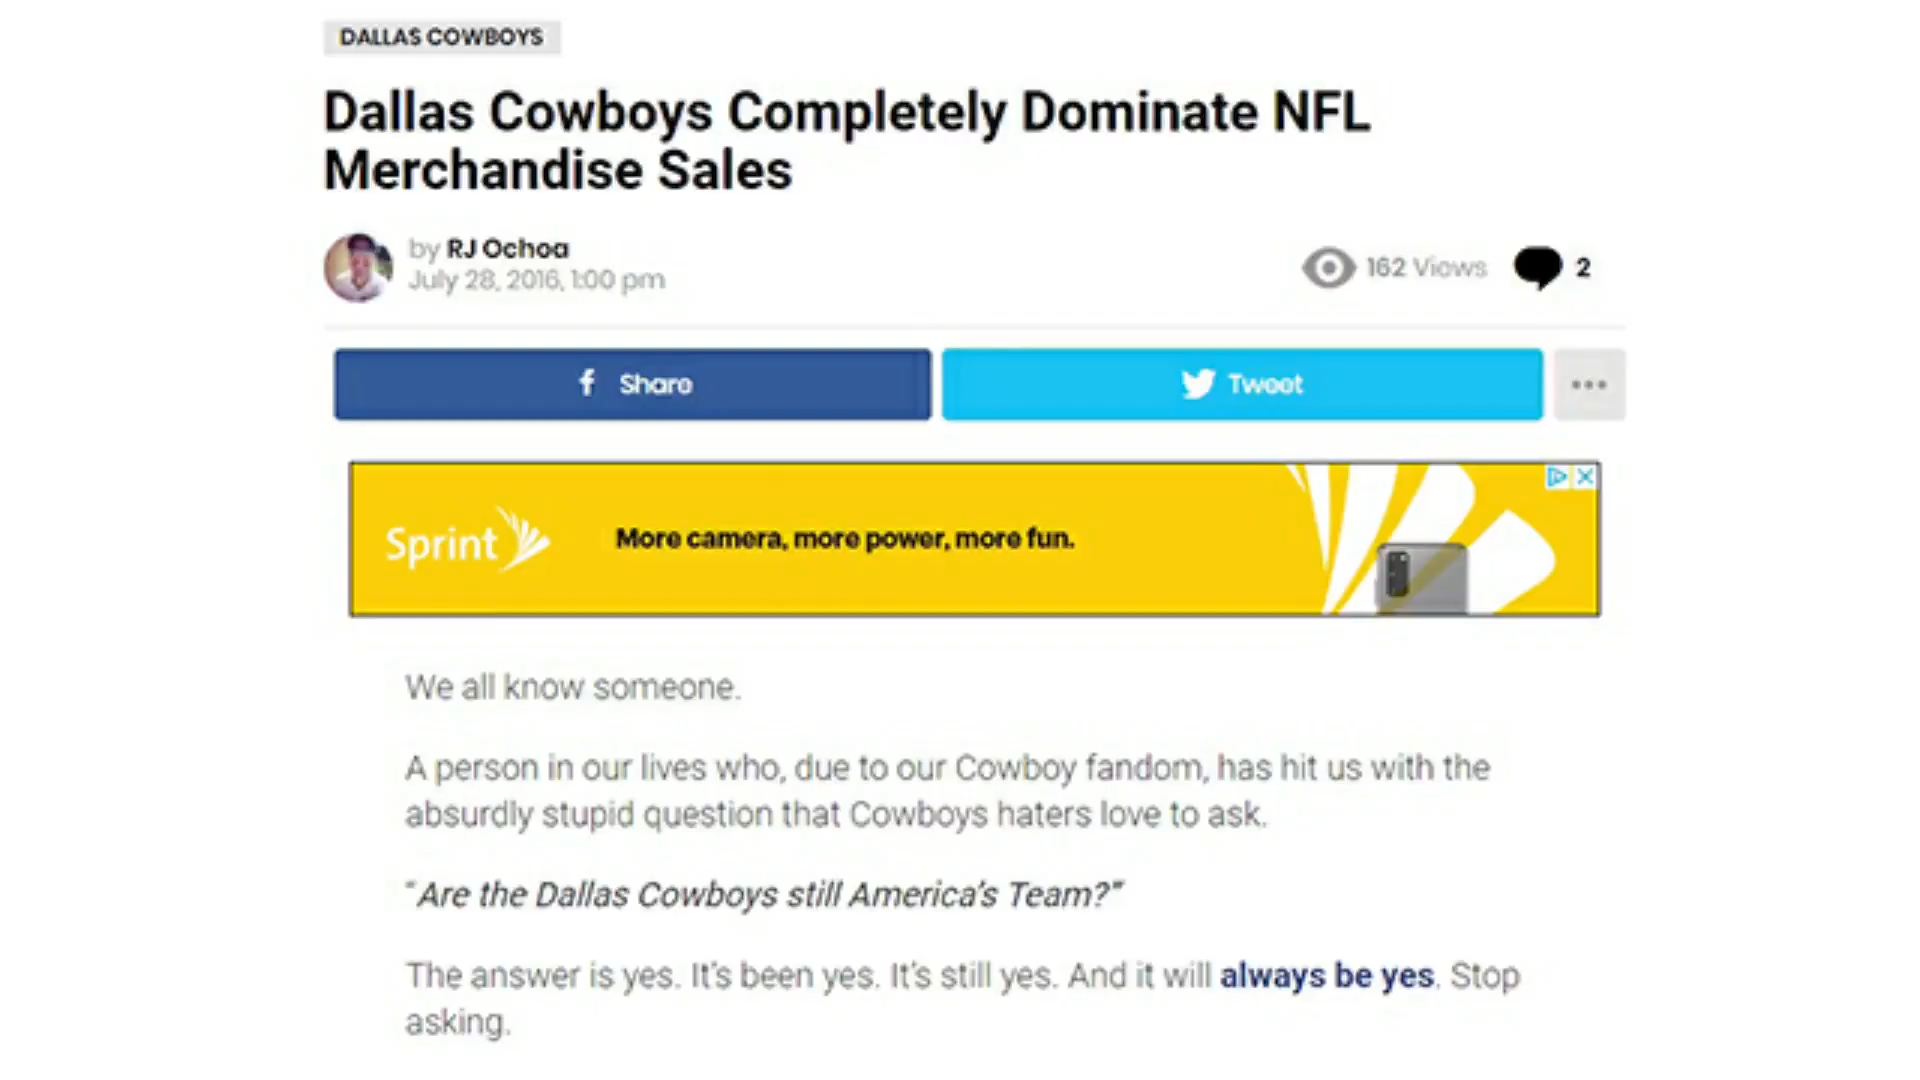 DALLAS COWBOYS
Dallas Cowboys Completely Dominate NFL
Merchandise Sales
by RJ Ochoa
July 28, 2016, 1:00 pm
162 Views
2
Share
Tweet
Sprint
More camera, more power, more fun.
We all know someone.
A person in our lives who, due to our Cowboy fandom, has hit us with the
absurdly stupid question that Cowboys haters love to ask.
"Are the Dallas Cowboys still America's Team?"
The answer is yes. It's been yes. It's still yes. And it will always be yes. Stop
asking.